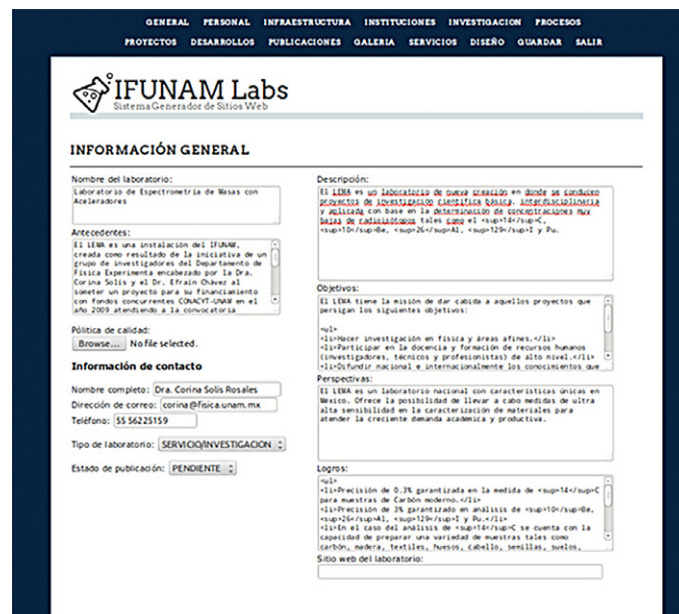 GENERAL PERSONAL INFRAESTRUCTURA INSTITUCIONES INVESTIGACION PROCESOS
PROYECTOS DESARROLLOS PUBLICACIONES GALERIA SERVICIOS DISEÑO GUARDAR SALIR
IFUNAM Labs
Sistema Generador de Sitios Web
INFORMACIÓN GENERAL
Nombre del laboratorio:
Laboratorio de Espectrometría de Masas con
Aceleradores
Antecedentes:
El LEMA es una instalación del IFUNAM,
creada como resultado de la iniciativa de un
grupo de investigadores del Departamento de
Física Experimenta encabezado por la Dra.
Corina Solís y el Dr. Efraín Chávez al
someter un proyecto para su financiamiento
con fondos concurrentes CONACYT-UNAM en el
año 2009 atendiendo a la convocatoria
Pólitica de calidad:
Browse... No file selected.
Información de contacto
Nombre completo: Dra. Corina Solís Rosales
Dirección de correo: corina@fisica.unam.mx
Teléfono: 55 56225159
Tipo de laboratorio: SERVICIO/INVESTIGACION
Estado de publicación: PENDIENTE
Descripción:
El LEMA es un laboratorio de nueva creación en donde se conducen
proyectos de investigación científica básica, interdisciplinaria
y aplicada con base en la determinación de concentraciones muy
bajas de radioisótopos tales como el <sup>14</sup>C,
<sup>10</sup>Be, <sup>26</sup>Al, <sup>129</sup>I y Pu.
Objetivos:
El LEMA tiene la misión de dar cabida a aquellos proyectos que
persigan los siguientes objetivos:
<ul>
<li>Hacer investigación en física y áreas afines.</li>
<li>Participar en la docencia y formación de recursos humanos
(investigadores, técnicos y profesionistas) de alto nivel.</li>
<li>Difundir nacional e internacionalmente los conocimientos que
Perspectivas:
El LEMA es un laboratorio nacional con características únicas en
México. Ofrece la posibilidad de llevar a cabo medidas de ultra
alta sensibilidad en la caracterización de materiales para
atender la creciente demanda académica y productiva.
Logros:
<ul>
<li>Precisión de 0.3% garantizada en la medida de <sup>14</sup>C
para muestras de Carbón moderno.</li>
<li>Precisión de 3% garantizado en análisis de <sup>10</sup>Be,
<sup>26</sup>Al, <sup>129</sup>I y Pu.</li>
<li>En el caso del análisis de <sup>14</sup>C se cuenta con la
capacidad de preparar una variedad de muestras tales como
carbón, madera, textiles, huesos, cabello, semillas, suelos,
Sitio web del laboratorio: